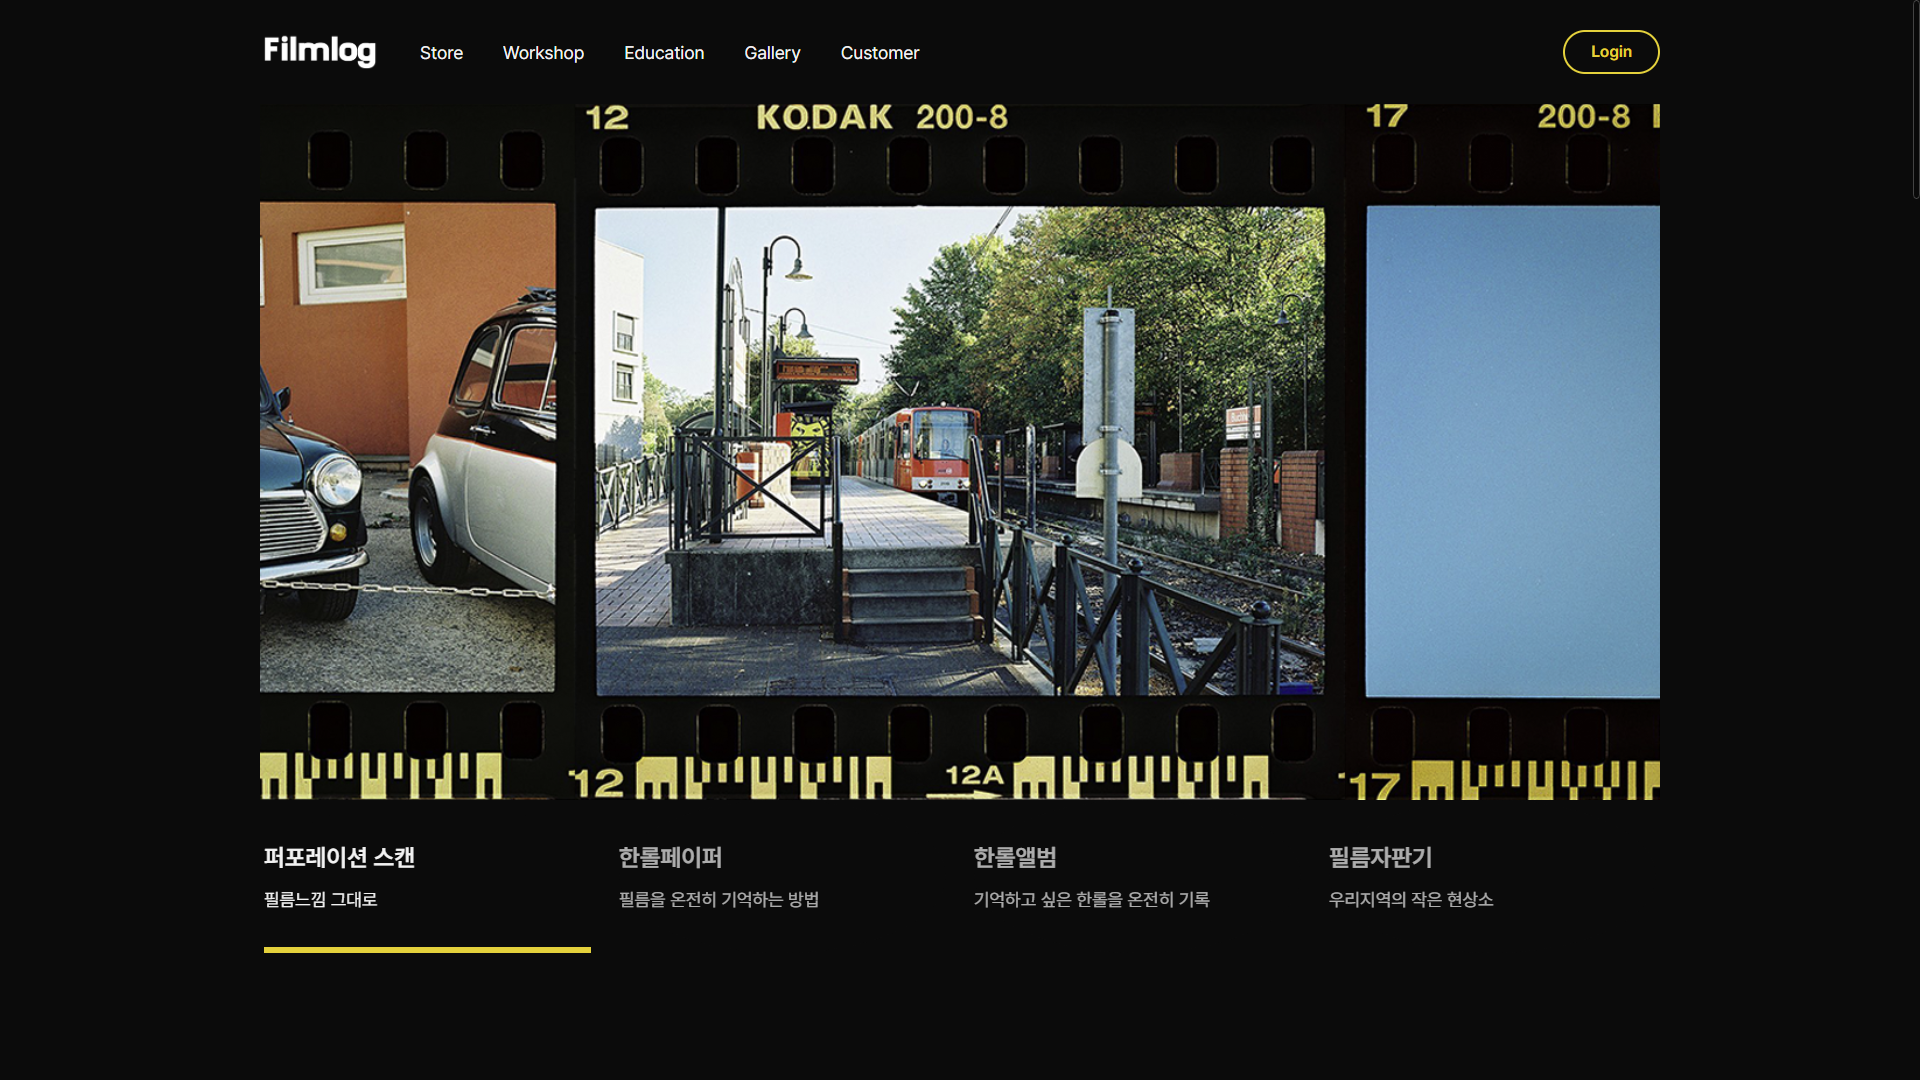 Filmlog
Store
Workshop
Education
Gallery
Customer
Login
12 KODAK 200-8 17 200-8
12 12A 17
퍼포레이션 스캔
필름느낌 그대로
한롤페이퍼
필름을 온전히 기억하는 방법
한롤앨범
기억하고 싶은 한롤을 온전히 기록
필름자판기
우리지역의 작은 현상소